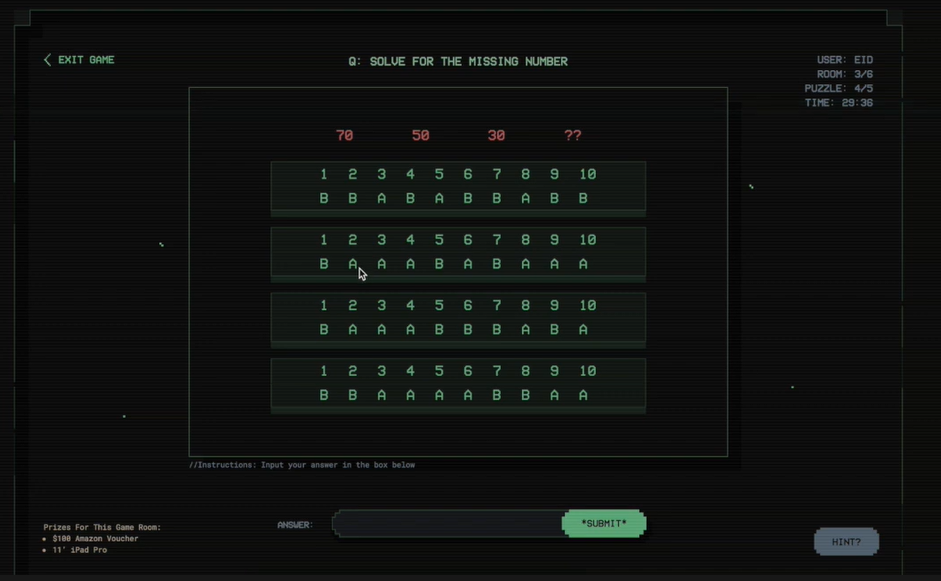 EXIT GAME
Q: SOLVE FOR THE MISSING NUMBER
USER: EID
ROOM: 3/6
PUZZLE: 4/5
TIME: 29:36
70 50 30 ??
1 2 3 4 5 6 7 8 9 10
B B A B A B B A B B
1 2 3 4 5 6 7 8 9 10
B A A A B A B A A A
1 2 3 4 5 6 7 8 9 10
B A A A B B B A B A
1 2 3 4 5 6 7 8 9 10
B B A A A A B B A A
//Instructions: Input your answer in the box below
ANSWER:
*SUBMIT*
Prizes For This Game Room:
• $100 Amazon Voucher
• 11' iPad Pro
HINT?